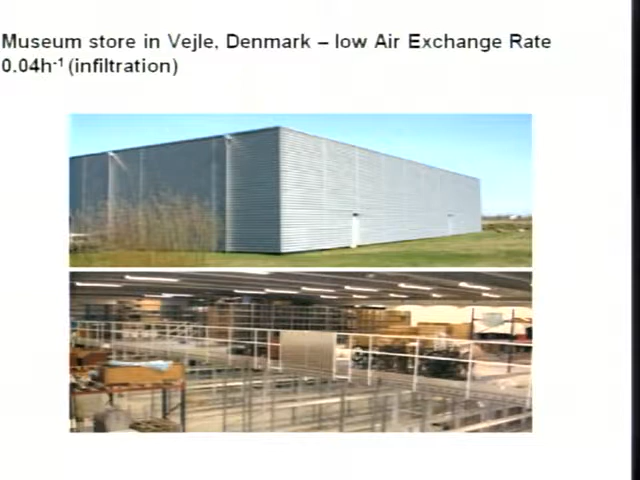 Museum store in Vejle, Denmark – low Air Exchange Rate
0.04h⁻¹ (infiltration)